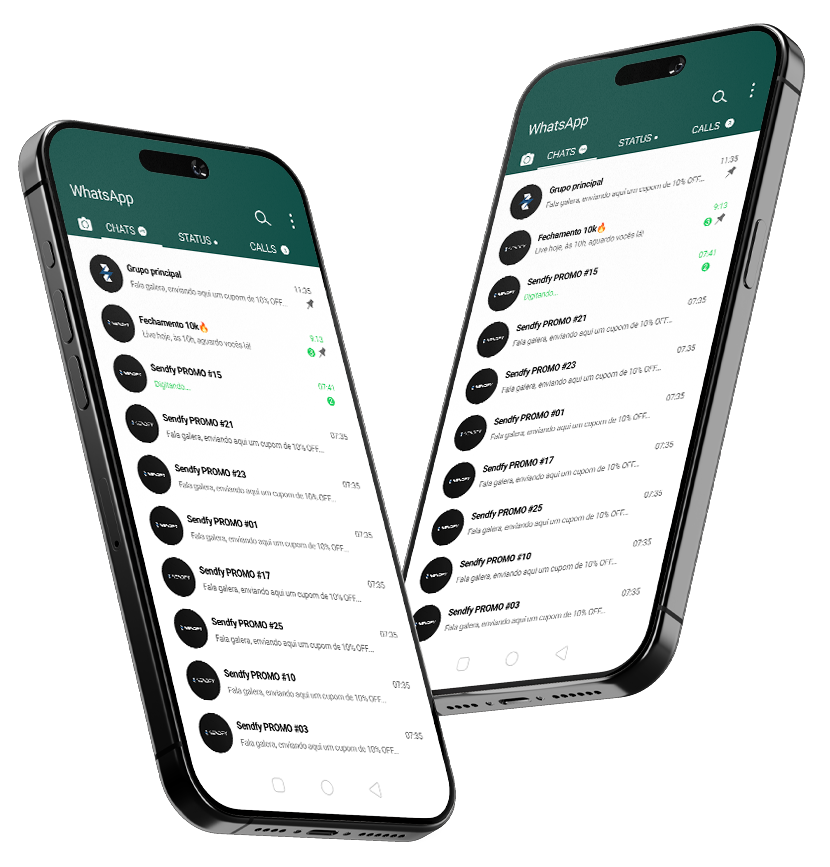 WhatsApp
CHATS
STATUS
CALLS
Grupo principal
11:35
Fala galera, enviando aqui um cupom de 10% OFF...
Fechamento 10k🔥
9:13
Live hoje, às 10h, aguardo vocês lá!
3
Sendfy PROMO #15
07:41
Digitando...
2
Sendfy PROMO #21
07:35
Fala galera, enviando aqui um cupom de 10% OFF...
Sendfy PROMO #23
07:35
Fala galera, enviando aqui um cupom de 10% OFF...
Sendfy PROMO #01
07:35
Fala galera, enviando aqui um cupom de 10% OFF...
Sendfy PROMO #17
07:35
Fala galera, enviando aqui um cupom de 10% OFF...
Sendfy PROMO #25
07:35
Fala galera, enviando aqui um cupom de 10% OFF...
Sendfy PROMO #10
07:35
Fala galera, enviando aqui um cupom de 10% OFF...
SENDFY
Sendfy PROMO #03
07:35
Fala galera, enviando aqui um cupom de 10% OFF...
WhatsApp
CHATS
STATUS
CALLS
Grupo principal
11:35
Fala galera, enviando aqui um cupom de 10% OFF...
Fechamento 10k🔥
9:13
Live hoje, às 10h, aguardo vocês lá!
3
Sendfy PROMO #15
07:41
Digitando...
2
Sendfy PROMO #21
07:35
Fala galera, enviando aqui um cupom de 10% OFF...
Sendfy PROMO #23
07:35
Fala galera, enviando aqui um cupom de 10% OFF...
Sendfy PROMO #01
07:35
Fala galera, enviando aqui um cupom de 10% OFF...
Sendfy PROMO #17
07:35
Fala galera, enviando aqui um cupom de 10% OFF...
Sendfy PROMO #25
07:35
Fala galera, enviando aqui um cupom de 10% OFF...
Sendfy PROMO #10
07:35
Fala galera, enviando aqui um cupom de 10% OFF...
Sendfy PROMO #03
07:35
Fala galera, enviando aqui um cupom de 10% OFF...